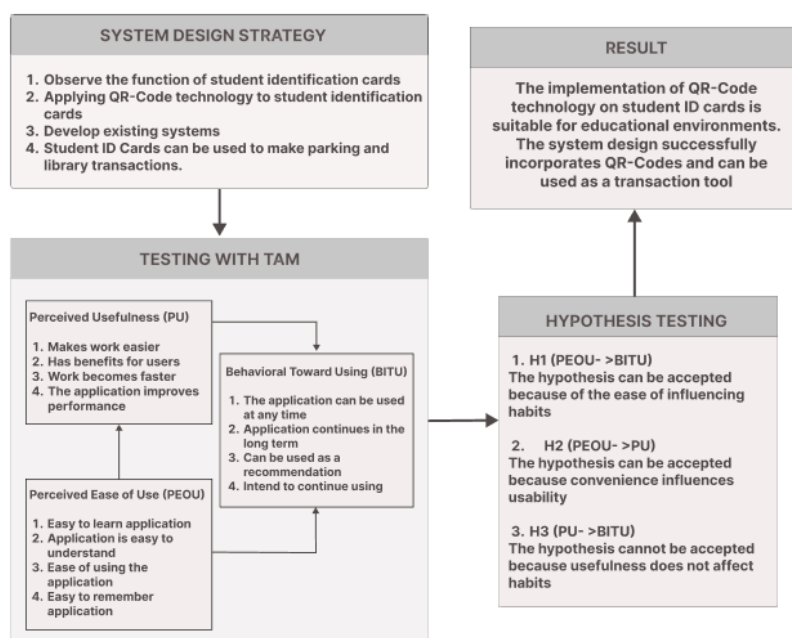 SYSTEM DESIGN STRATEGY
1. Observe the function of student identification cards
2. Applying QR-Code technology to student identification
cards
3. Develop existing systems
4. Student ID Cards can be used to make parking and
library transactions.
TESTING WITH TAM
Perceived Usefulness (PU)
1. Makes work easier
2. Has benefits for users
3. Work becomes faster
4. The application improves
performance
Perceived Ease of Use (PEOU)
1. Easy to learn application
2. Application is easy to
understand
3. Ease of using the
application
4. Easy to remember
application
Behavioral Toward Using (BITU)
1. The application can be used
at any time
2. Application continues in the
long term
3. Can be used as a
recommendation
4. Intend to continue using
HYPOTHESIS TESTING
1. H1 (PEOU- >BITU)
The hypothesis can be accepted
because of the ease of influencing
habits
2. H2 (PEOU- >PU)
The hypothesis can be accepted
because convenience influences
usability
3. H3 (PU- >BITU)
The hypothesis cannot be accepted
because usefulness does not affect
habits
RESULT
The implementation of QR-Code
technology on student ID cards is
suitable for educational environments.
The system design successfully
incorporates QR-Codes and can be
used as a transaction tool